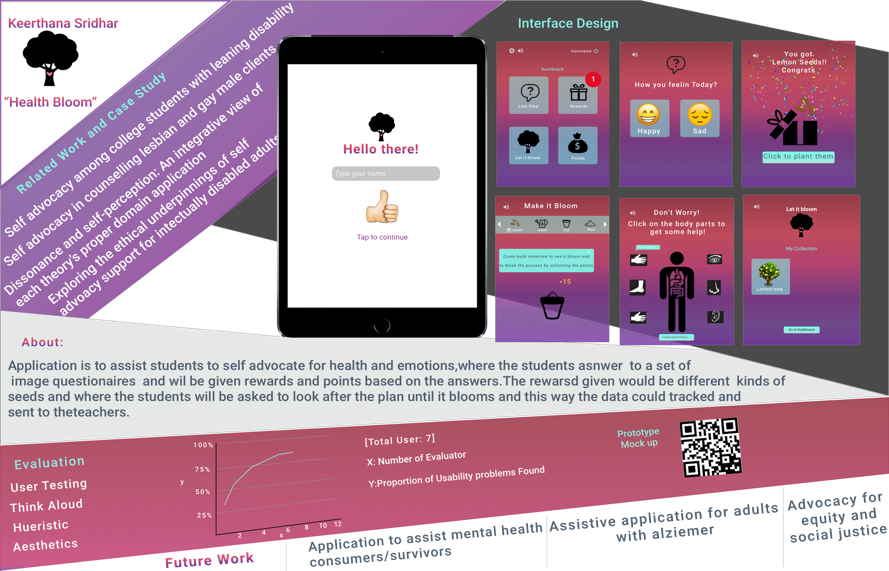 Keerthana Sridhar
“Health Bloom”
Related Work and Case Study
Self advocacy among college students with leaning disability
Self advocacy in counselling lesbian and gay male clients
Dissonance and self-perception: An integrative view of
each theory's proper domain application
Exploring the ethical underpinnings of self
advoacy support for intectually disabled adults
Hello there!
Type your name
Tap to continue
Interface Design
Username
Dashboard
Lets Play!
1
Rewards
Let it bloom
Points
How you feelin Today?
Happy
Sad
You got
'Lemon Seeds!!
Congrats
Click to plant them
Make it Bloom
Come back tomorrow to see it bloom and
to finish the process by collecting the points
+15
Don't Worry!
Click on the body parts to
get some help!
Let it bloom
My Collection
Lemon tree
Go to Dashboard
About:
Application is to assist students to self advocate for health and emotions,where the students asnwer to a set of
image questionaires and wil be given rewards and points based on the answers.The rewarsd given would be different kinds of
seeds and where the students will be asked to look after the plan until it blooms and this way the data could tracked and
sent to theteachers.
Evaluation
User Testing
Think Aloud
Hueristic
Aesthetics
100%
75%
y
50%
25%
2 4 x 6 8 10 12
[Total User: 7]
X: Number of Evaluator
Y:Proportion of Usability problems Found
Prototype
Mock up
Future Work
Application to assist mental health
consumers/survivors
Assistive application for adults
with alziemer
Advocacy for
equity and
social justice